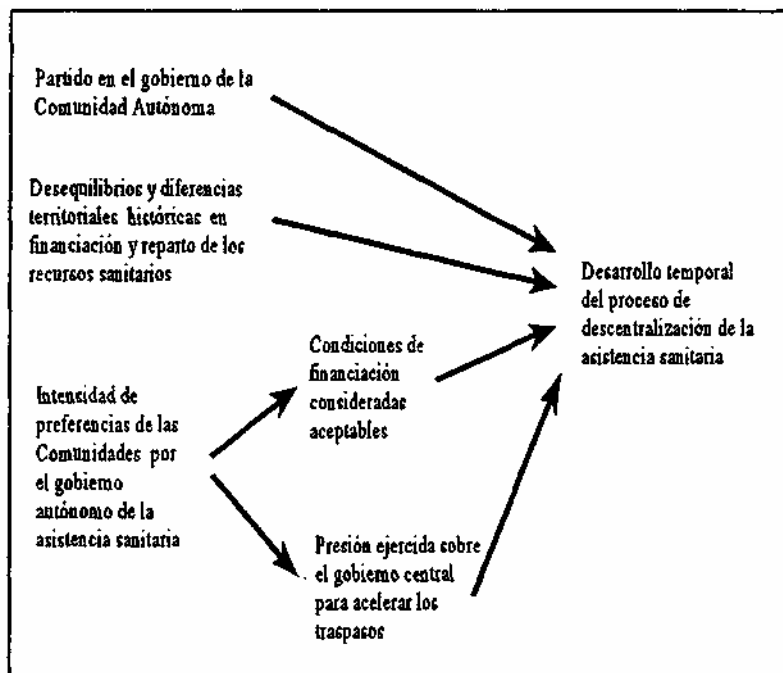 Partido en el gobierno de la
Comunidad Autónoma
Desequilibrios y diferencias
territoriales históricas en
financiación y reparto de los
recursos sanitarios
Intensidad de
preferencias de las
Comunidades por
el gobierno
autónomo de la
asistencia sanitaria
Condiciones de
financiación
consideradas
aceptables
Presión ejercida sobre
el gobierno central
para acelerar los
traspasos
Desarrollo temporal
del proceso de
descentralización de la
asistencia sanitaria